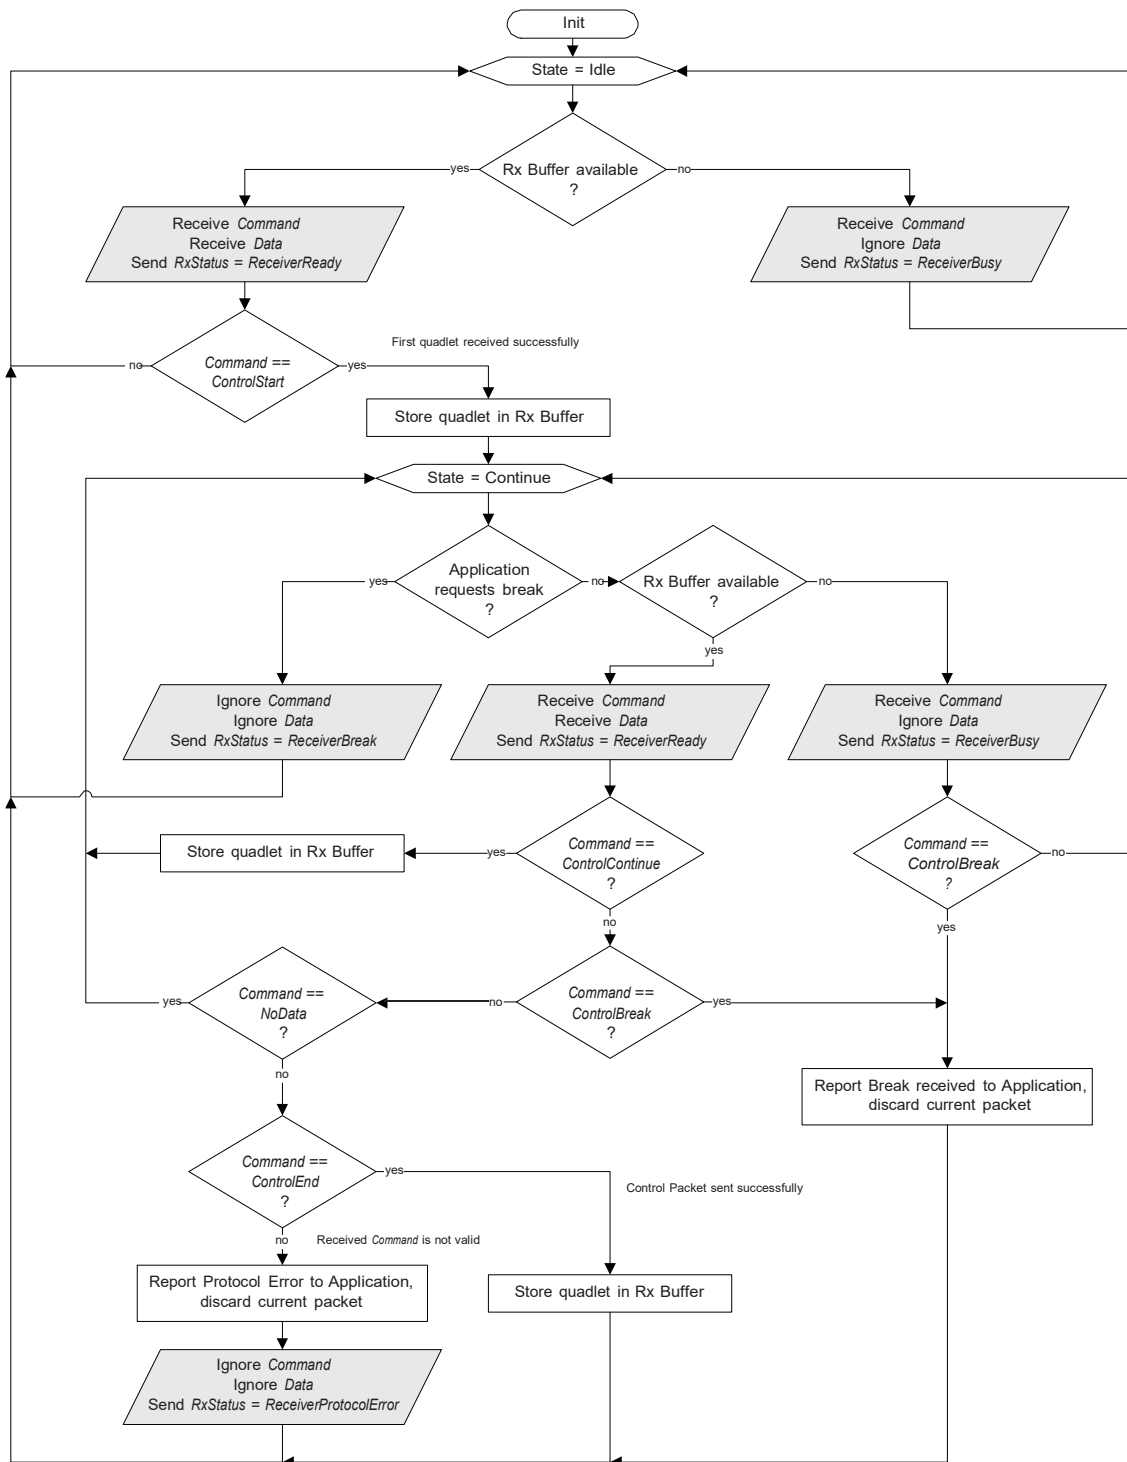 Init
State = Idle
Rx Buffer available
?
yes
no
Receive Command
Receive Data
Send RxStatus = ReceiverReady
Receive Command
Ignore Data
Send RxStatus = ReceiverBusy
First quadlet received successfully
Command ==
ControlStart
no
yes
Store quadlet in Rx Buffer
State = Continue
Application
requests break
?
yes
no
Rx Buffer available
?
no
yes
Ignore Command
Ignore Data
Send RxStatus = ReceiverBreak
Receive Command
Receive Data
Send RxStatus = ReceiverReady
Receive Command
Ignore Data
Send RxStatus = ReceiverBusy
Store quadlet in Rx Buffer
yes
Command ==
ControlContinue
?
no
Command ==
ControlBreak
?
no
yes
yes
Command ==
NoData
?
no
no
Command ==
ControlBreak
?
yes
Report Break received to Application,
discard current packet
Command ==
ControlEnd
?
yes
Control Packet sent successfully
no
Received Command is not valid
Report Protocol Error to Application,
discard current packet
Store quadlet in Rx Buffer
Ignore Command
Ignore Data
Send RxStatus = ReceiverProtocolError